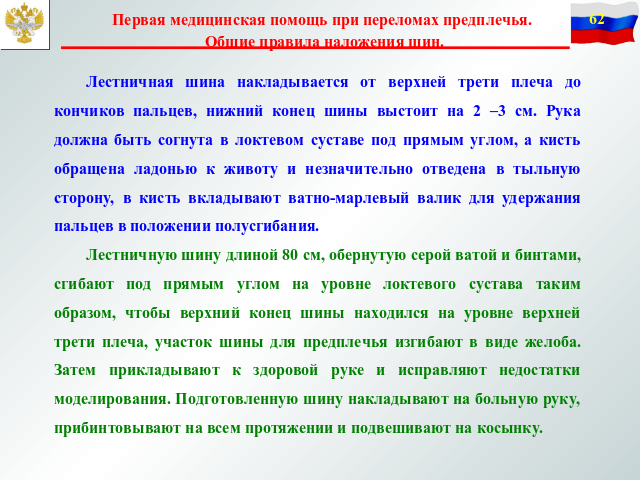 Первая медицинская помощь при переломах предплечья.
Общие правила наложения шин.
62
Лестничная шина накладывается от верхней трети плеча до
кончиков пальцев, нижний конец шины выстоит на 2 –3 см. Рука
должна быть согнута в локтевом суставе под прямым углом, а кисть
обращена ладонью к животу и незначительно отведена в тыльную
сторону, в кисть вкладывают ватно-марлевый валик для удержания
пальцев в положении полусгибания.
Лестничную шину длиной 80 см, обернутую серой ватой и бинтами,
сгибают под прямым углом на уровне локтевого сустава таким
образом, чтобы верхний конец шины находился на уровне верхней
трети плеча, участок шины для предплечья изгибают в виде желоба.
Затем прикладывают к здоровой руке и исправляют недостатки
моделирования. Подготовленную шину накладывают на больную руку,
прибинтовывают на всем протяжении и подвешивают на косынку.